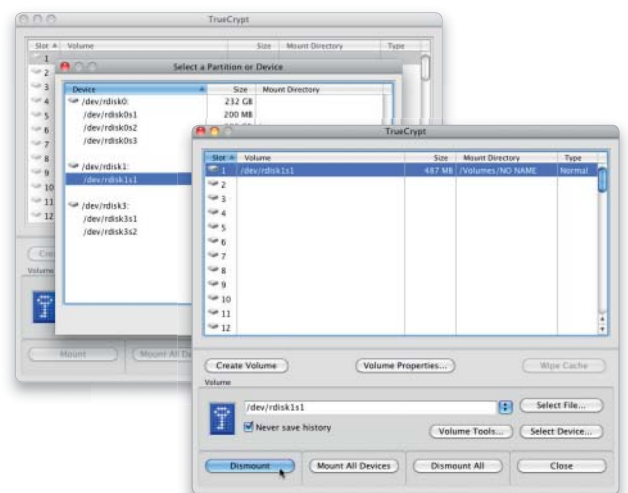 TrueCrypt
Slot Volume Size Mount Directory Type
1
2
3
4
5
6
7
8
9
10
11
12
Volume
Mount
Mount All De
Select a Partition or Device
Device Size Mount Directory
/dev/rdisk0: 232 GB
/dev/rdisk0s1 200 MB
/dev/rdisk0s2
/dev/rdisk0s3
/dev/rdisk1:
/dev/rdisk1s1
/dev/rdisk3:
/dev/rdisk3s1
/dev/rdisk3s2
TrueCrypt
Slot Volume Size Mount Directory Type
1 /dev/rdisk1s1 487 MB /Volumes/NO NAME Normal
2
3
4
5
6
7
8
9
10
11
12
Create Volume Volume Properties... Wipe Cache
Volume
/dev/rdisk1s1 Select File...
Never save history Volume Tools... Select Device...
Dismount Mount All Devices Dismount All Close